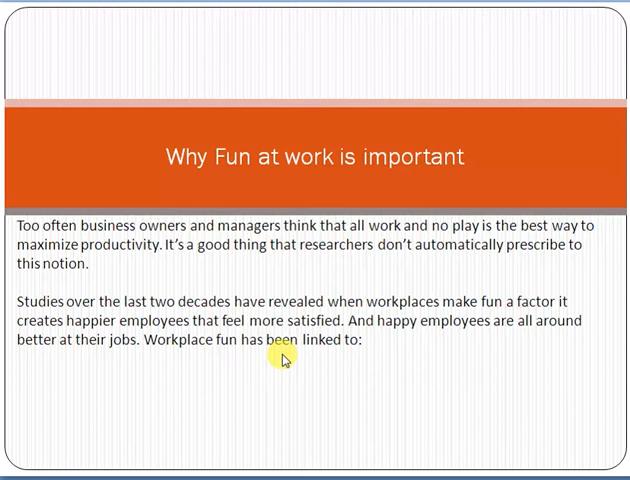 Why Fun at work is important
Too often business owners and managers think that all work and no play is the best way to
maximize productivity. It's a good thing that researchers don't automatically prescribe to
this notion.
Studies over the last two decades have revealed when workplaces make fun a factor it
creates happier employees that feel more satisfied. And happy employees are all around
better at their jobs. Workplace fun has been linked to: